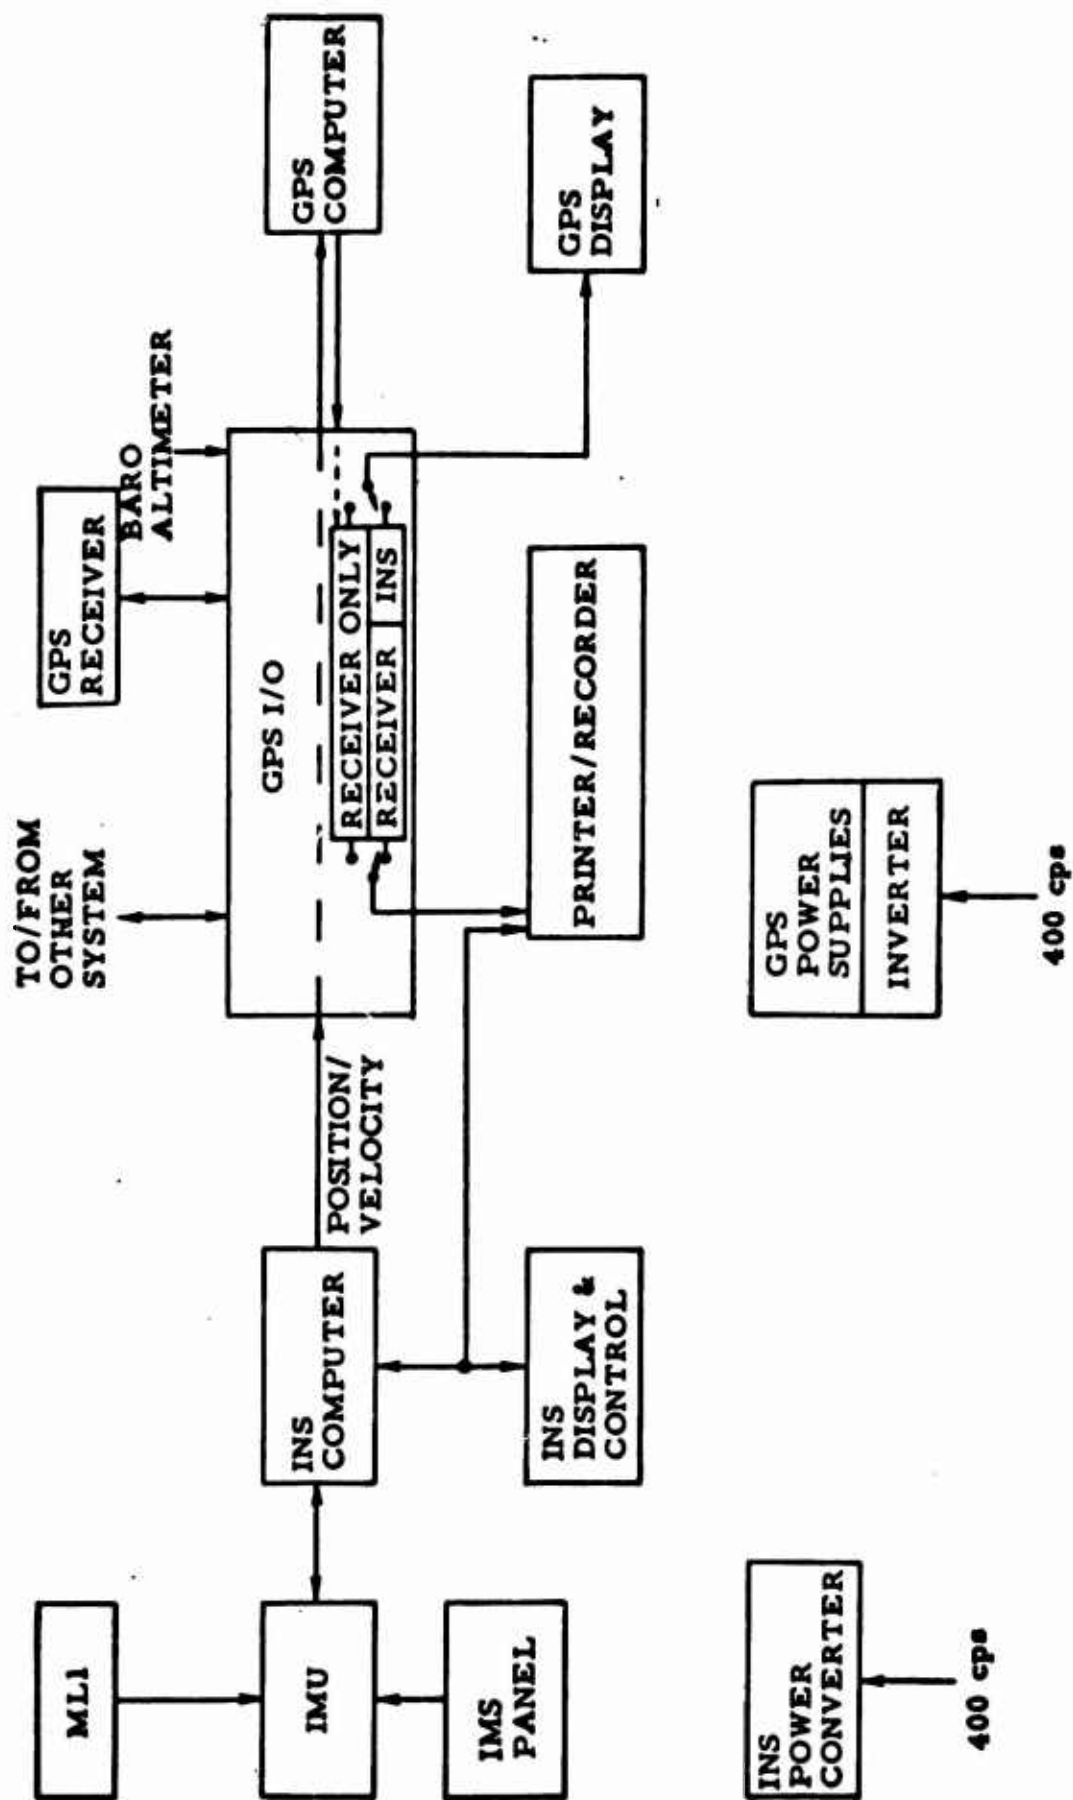 ML1
IMU
IMS
PANEL
INS
POWER
CONVERTER
400 cps
INS
COMPUTER
INS
DISPLAY &
CONTROL
POSITION/
VELOCITY
TO/FROM
OTHER
SYSTEM
GPS
RECEIVER
BARO
ALTIMETER
GPS I/O
RECEIVER ONLY
RECEIVER
INS
PRINTER/RECORDER
GPS
POWER
SUPPLIES
INVERTER
400 cps
GPS
COMPUTER
GPS
DISPLAY